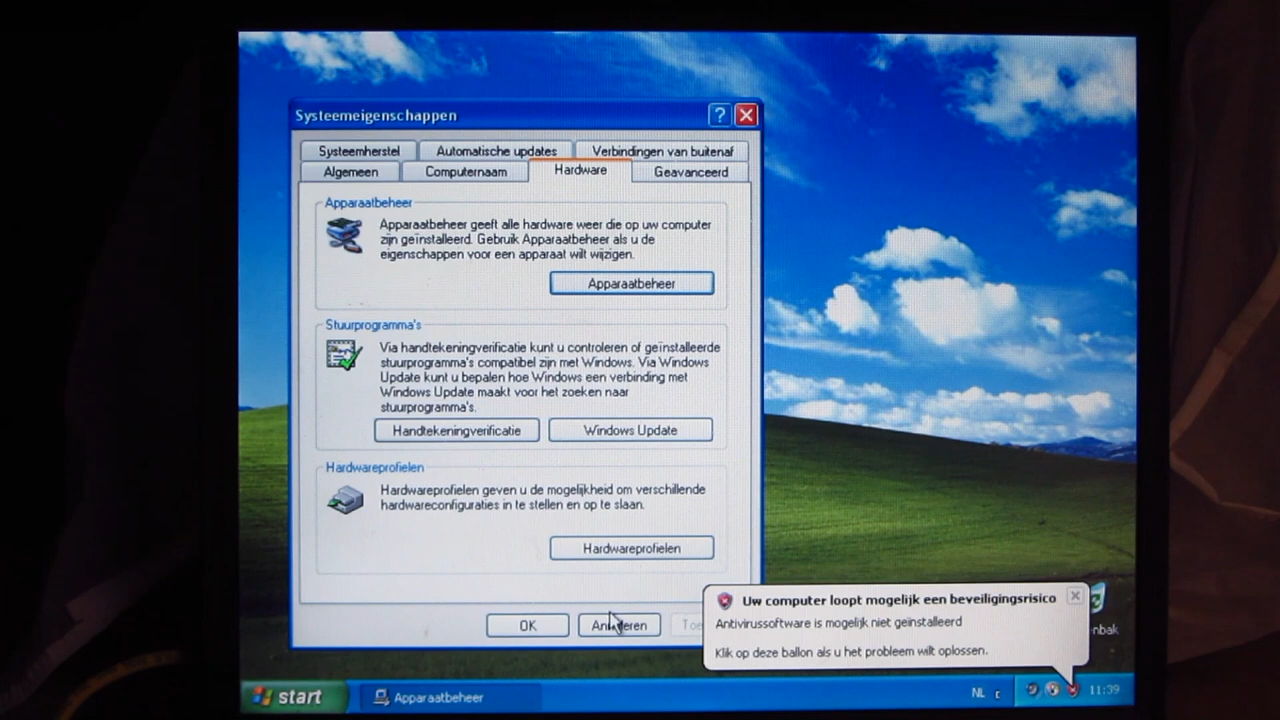 Systeemeigenschappen
Systeemherstel
Automatische updates
Verbindingen van buitenaf
Algemeen
Computernaam
Hardware
Geavanceerd
Apparaatbeheer
Apparaatbeheer geeft alle hardware weer die op uw computer
zijn geïnstalleerd. Gebruik Apparaatbeheer als u de
eigenschappen voor een apparaat wilt wijzigen.
Apparaatbeheer
Stuurprogramma's
Via handtekeningverificatie kunt u controleren of geïnstalleerde
stuurprogramma's compatibel zijn met Windows. Via Windows
Update kunt u bepalen hoe Windows een verbinding met
Windows Update maakt voor het zoeken naar
stuurprogramma's.
Handtekeningverificatie
Windows Update
Hardwareprofielen
Hardwareprofielen geven u de mogelijkheid om verschillende
hardwareconfiguraties in te stellen en op te slaan.
Hardwareprofielen
OK
Annuleren
Toe
Uw computer loopt mogelijk een beveiligingsrisico
Antivirussoftware is mogelijk niet geïnstalleerd
Klik op deze ballon als u het probleem wilt oplossen.
nbak
start
Apparaatbeheer
NL
11:39